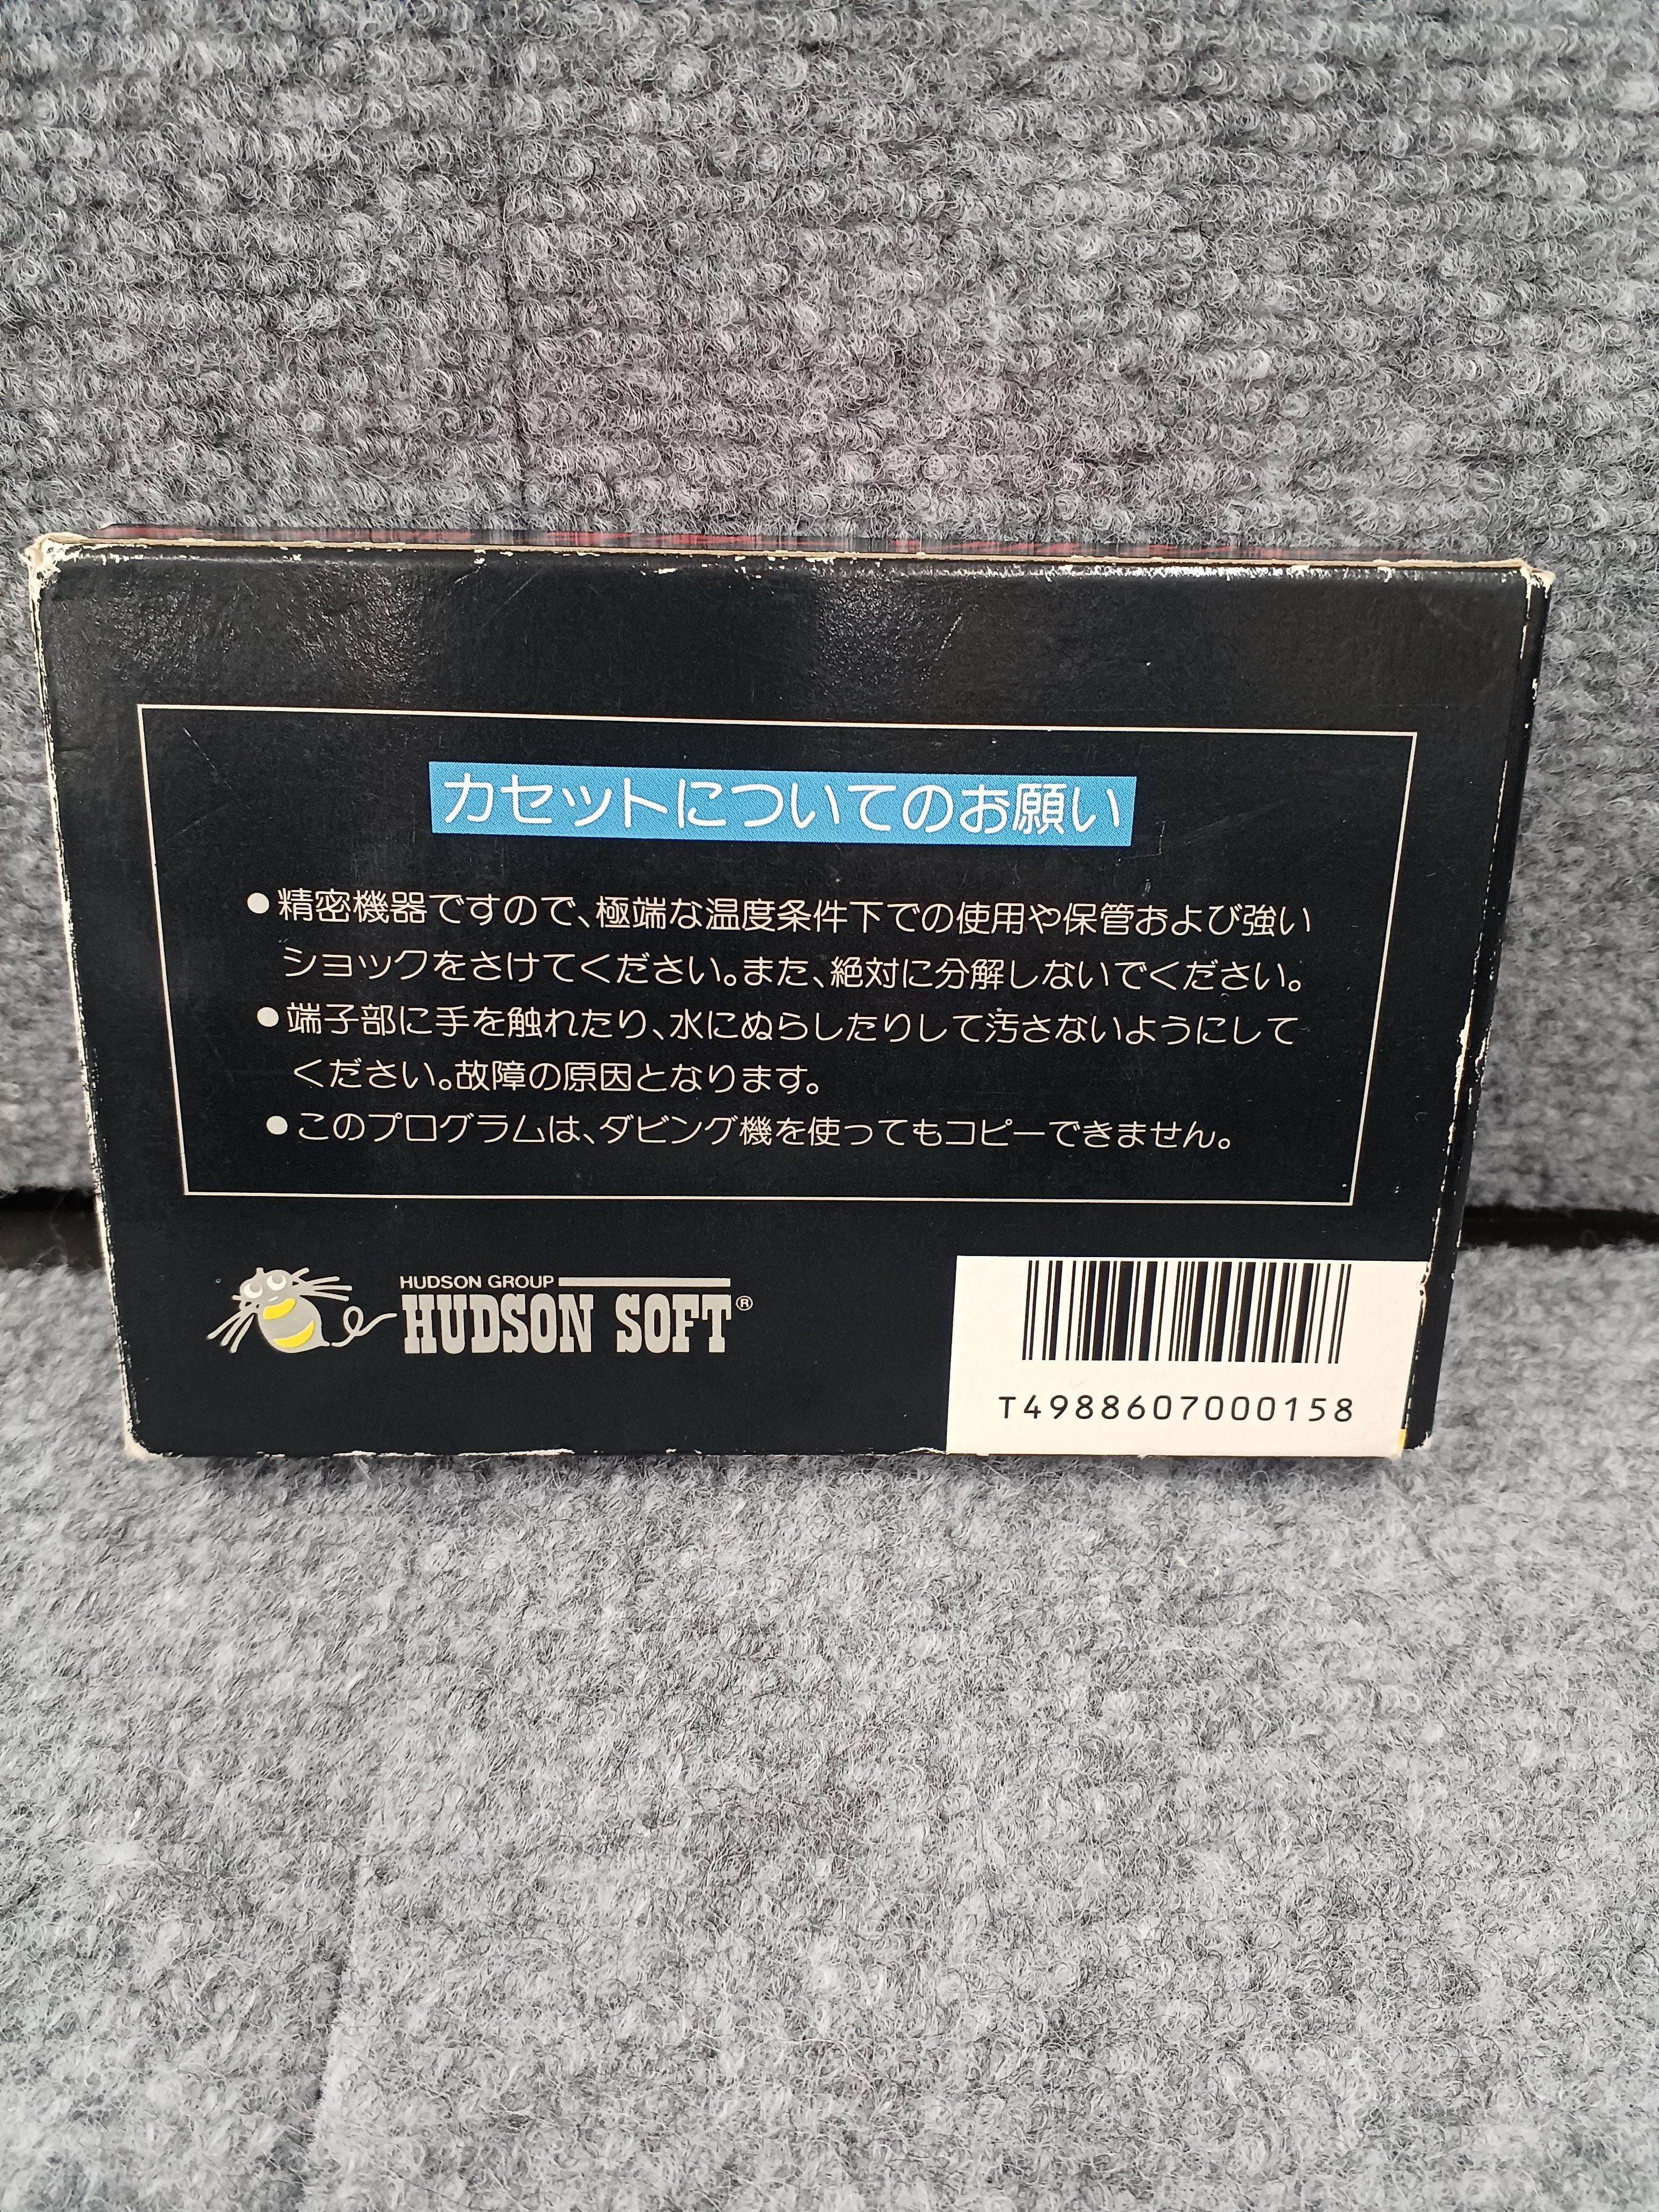 カセットについてのお願い
●精密機器ですので、極端な温度条件下での使用や保管および強い
ショックをさけてください。また、絶対に分解しないでください。
●端子部に手を触れたり、水にぬらしたりして汚さないようにして
ください。故障の原因となります。
●このプログラムは、ダビング機を使ってもコピーできません。
HUDSON GROUP
HUDSON SOFT®
T4988607000158